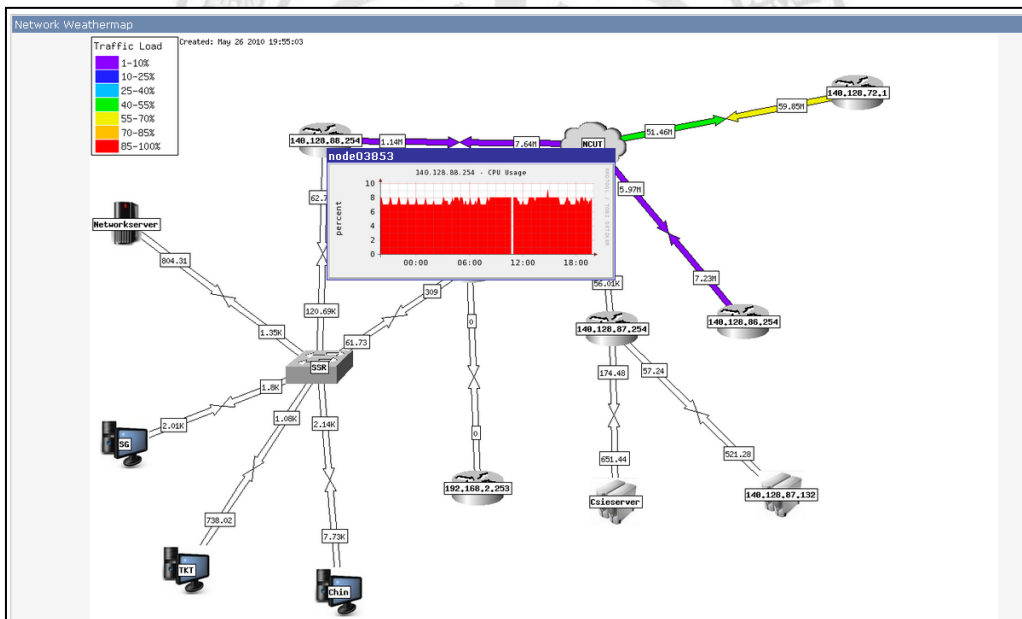 Network Weathermap
Created: May 26 2010 19:55:03
Traffic Load
1-10%
10-25%
25-40%
40-55%
55-70%
70-85%
85-100%
140.128.72.1
59.85M
51.46M
140.128.88.254
1.14M
7.64M
NCUT
node03853
140.128.88.254 - CPU Usage
percent
10
8
6
4
2
0
00:00
06:00
12:00
18:00
5.97M
7.23M
140.128.86.254
Networkserver
804.31
1.35K
120.69K
309
61.73
SSR
56.01K
140.128.87.254
174.48
57.24
0
0
1.8K
2.01K
SG
1.08K
2.14K
738.02
7.73K
TKT
Chin
192.168.2.253
651.44
Csieserver
521.28
140.128.87.132